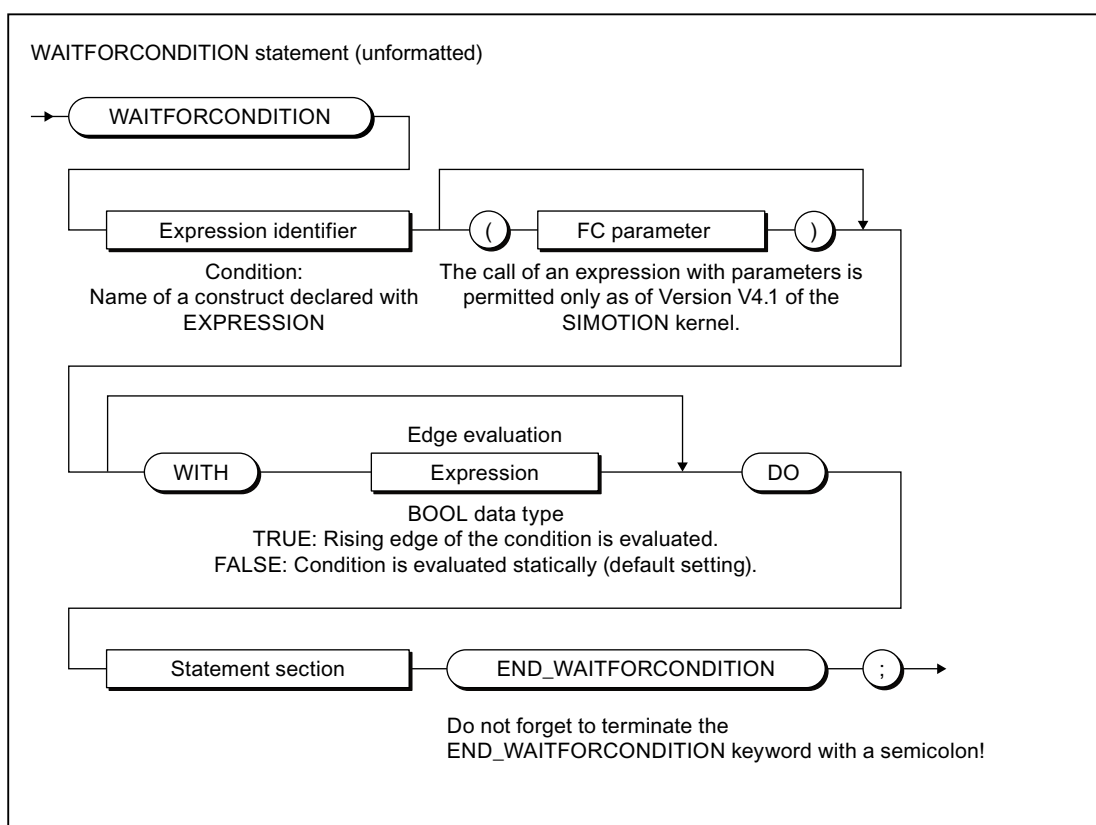 WAITFORCONDITION statement (unformatted)
WAITFORCONDITION
Expression identifier
(
FC parameter
)
Condition:
Name of a construct declared with
EXPRESSION
The call of an expression with parameters is
permitted only as of Version V4.1 of the
SIMOTION kernel.
Edge evaluation
WITH
Expression
DO
BOOL data type
TRUE: Rising edge of the condition is evaluated.
FALSE: Condition is evaluated statically (default setting).
Statement section
END_WAITFORCONDITION
;
Do not forget to terminate the
END_WAITFORCONDITION keyword with a semicolon!